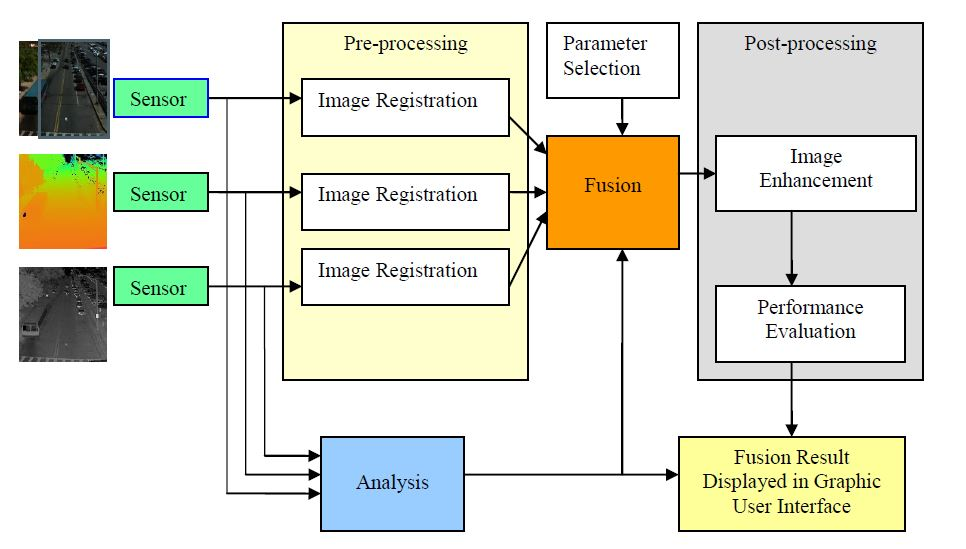 Pre-processing
Parameter
Selection
Post-processing
Sensor
Image Registration
Image
Enhancement
Fusion
Sensor
Image Registration
Image Registration
Sensor
Performance
Evaluation
Analysis
Fusion Result
Displayed in Graphic
User Interface